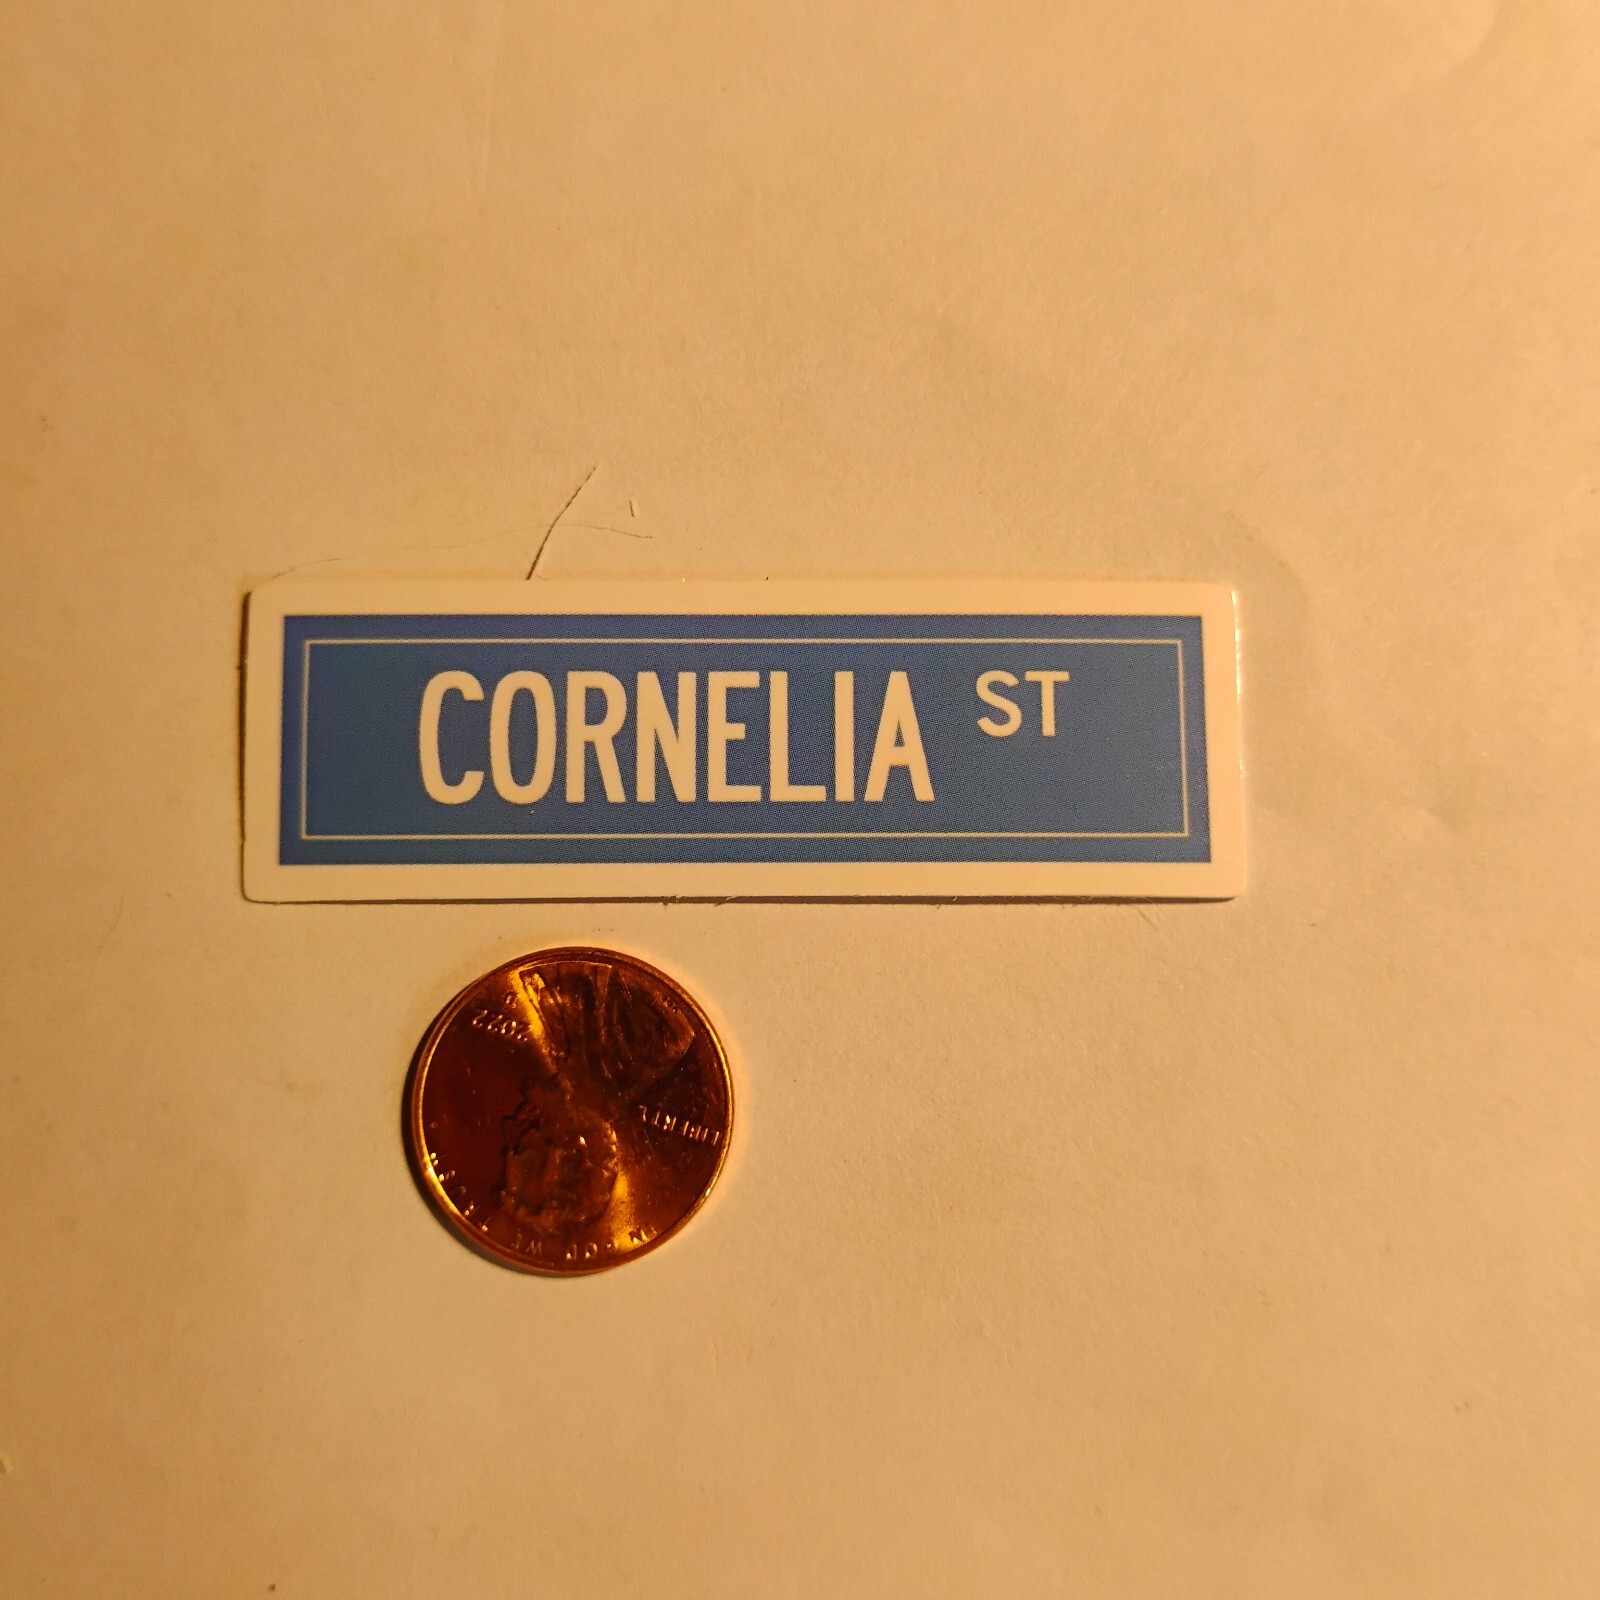 CORNELIA ST
2022
D
LIBERTY
IN GOD WE TRUST